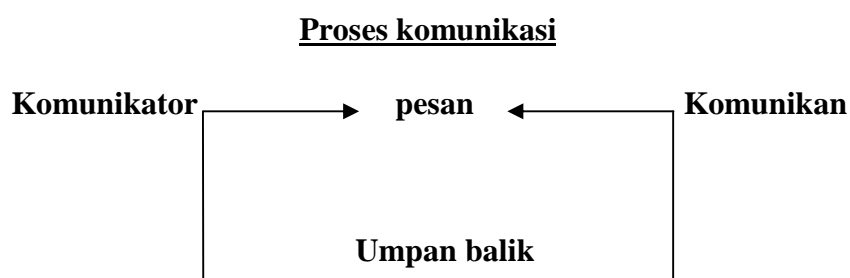 Proses komunikasi
Komunikator pesan Komunikan
Umpan balik